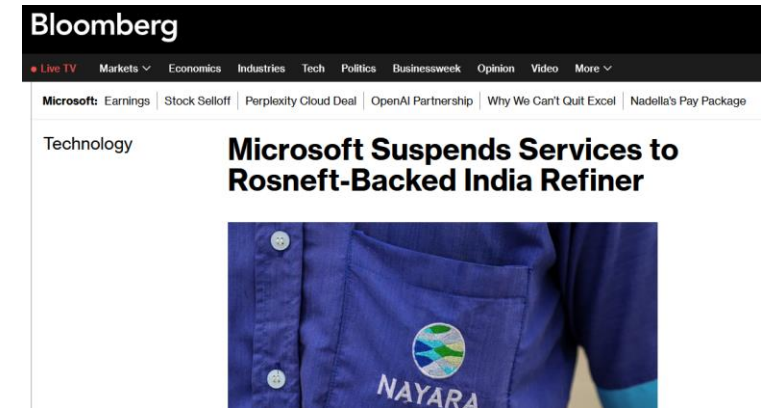 Bloomberg
Live TV Markets Economics Industries Tech Politics Businessweek Opinion Video More
Microsoft: Earnings Stock Selloff Perplexity Cloud Deal OpenAI Partnership Why We Can't Quit Excel Nadella's Pay Package
Technology
Microsoft Suspends Services to
Rosneft-Backed India Refiner
NAYARA